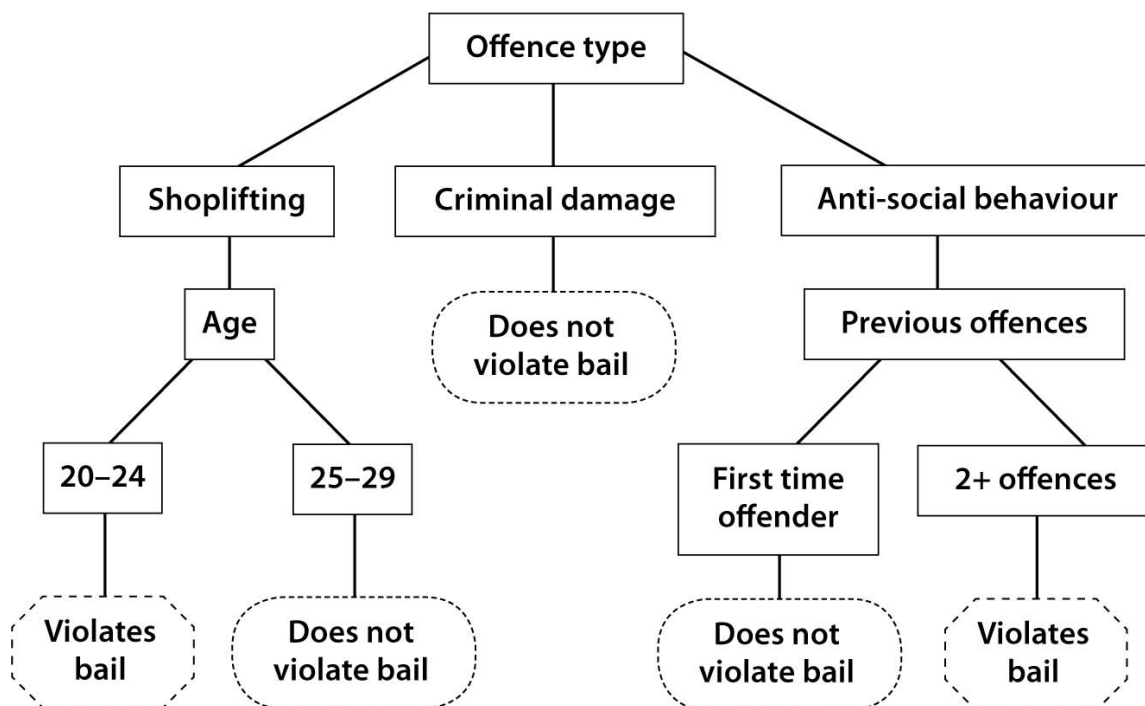 Offence type
Shoplifting
Criminal damage
Anti-social behaviour
Age
Does not
violate bail
Previous offences
20–24
25–29
First time
offender
2+ offences
Violates
bail
Does not
violate bail
Does not
violate bail
Violates
bail